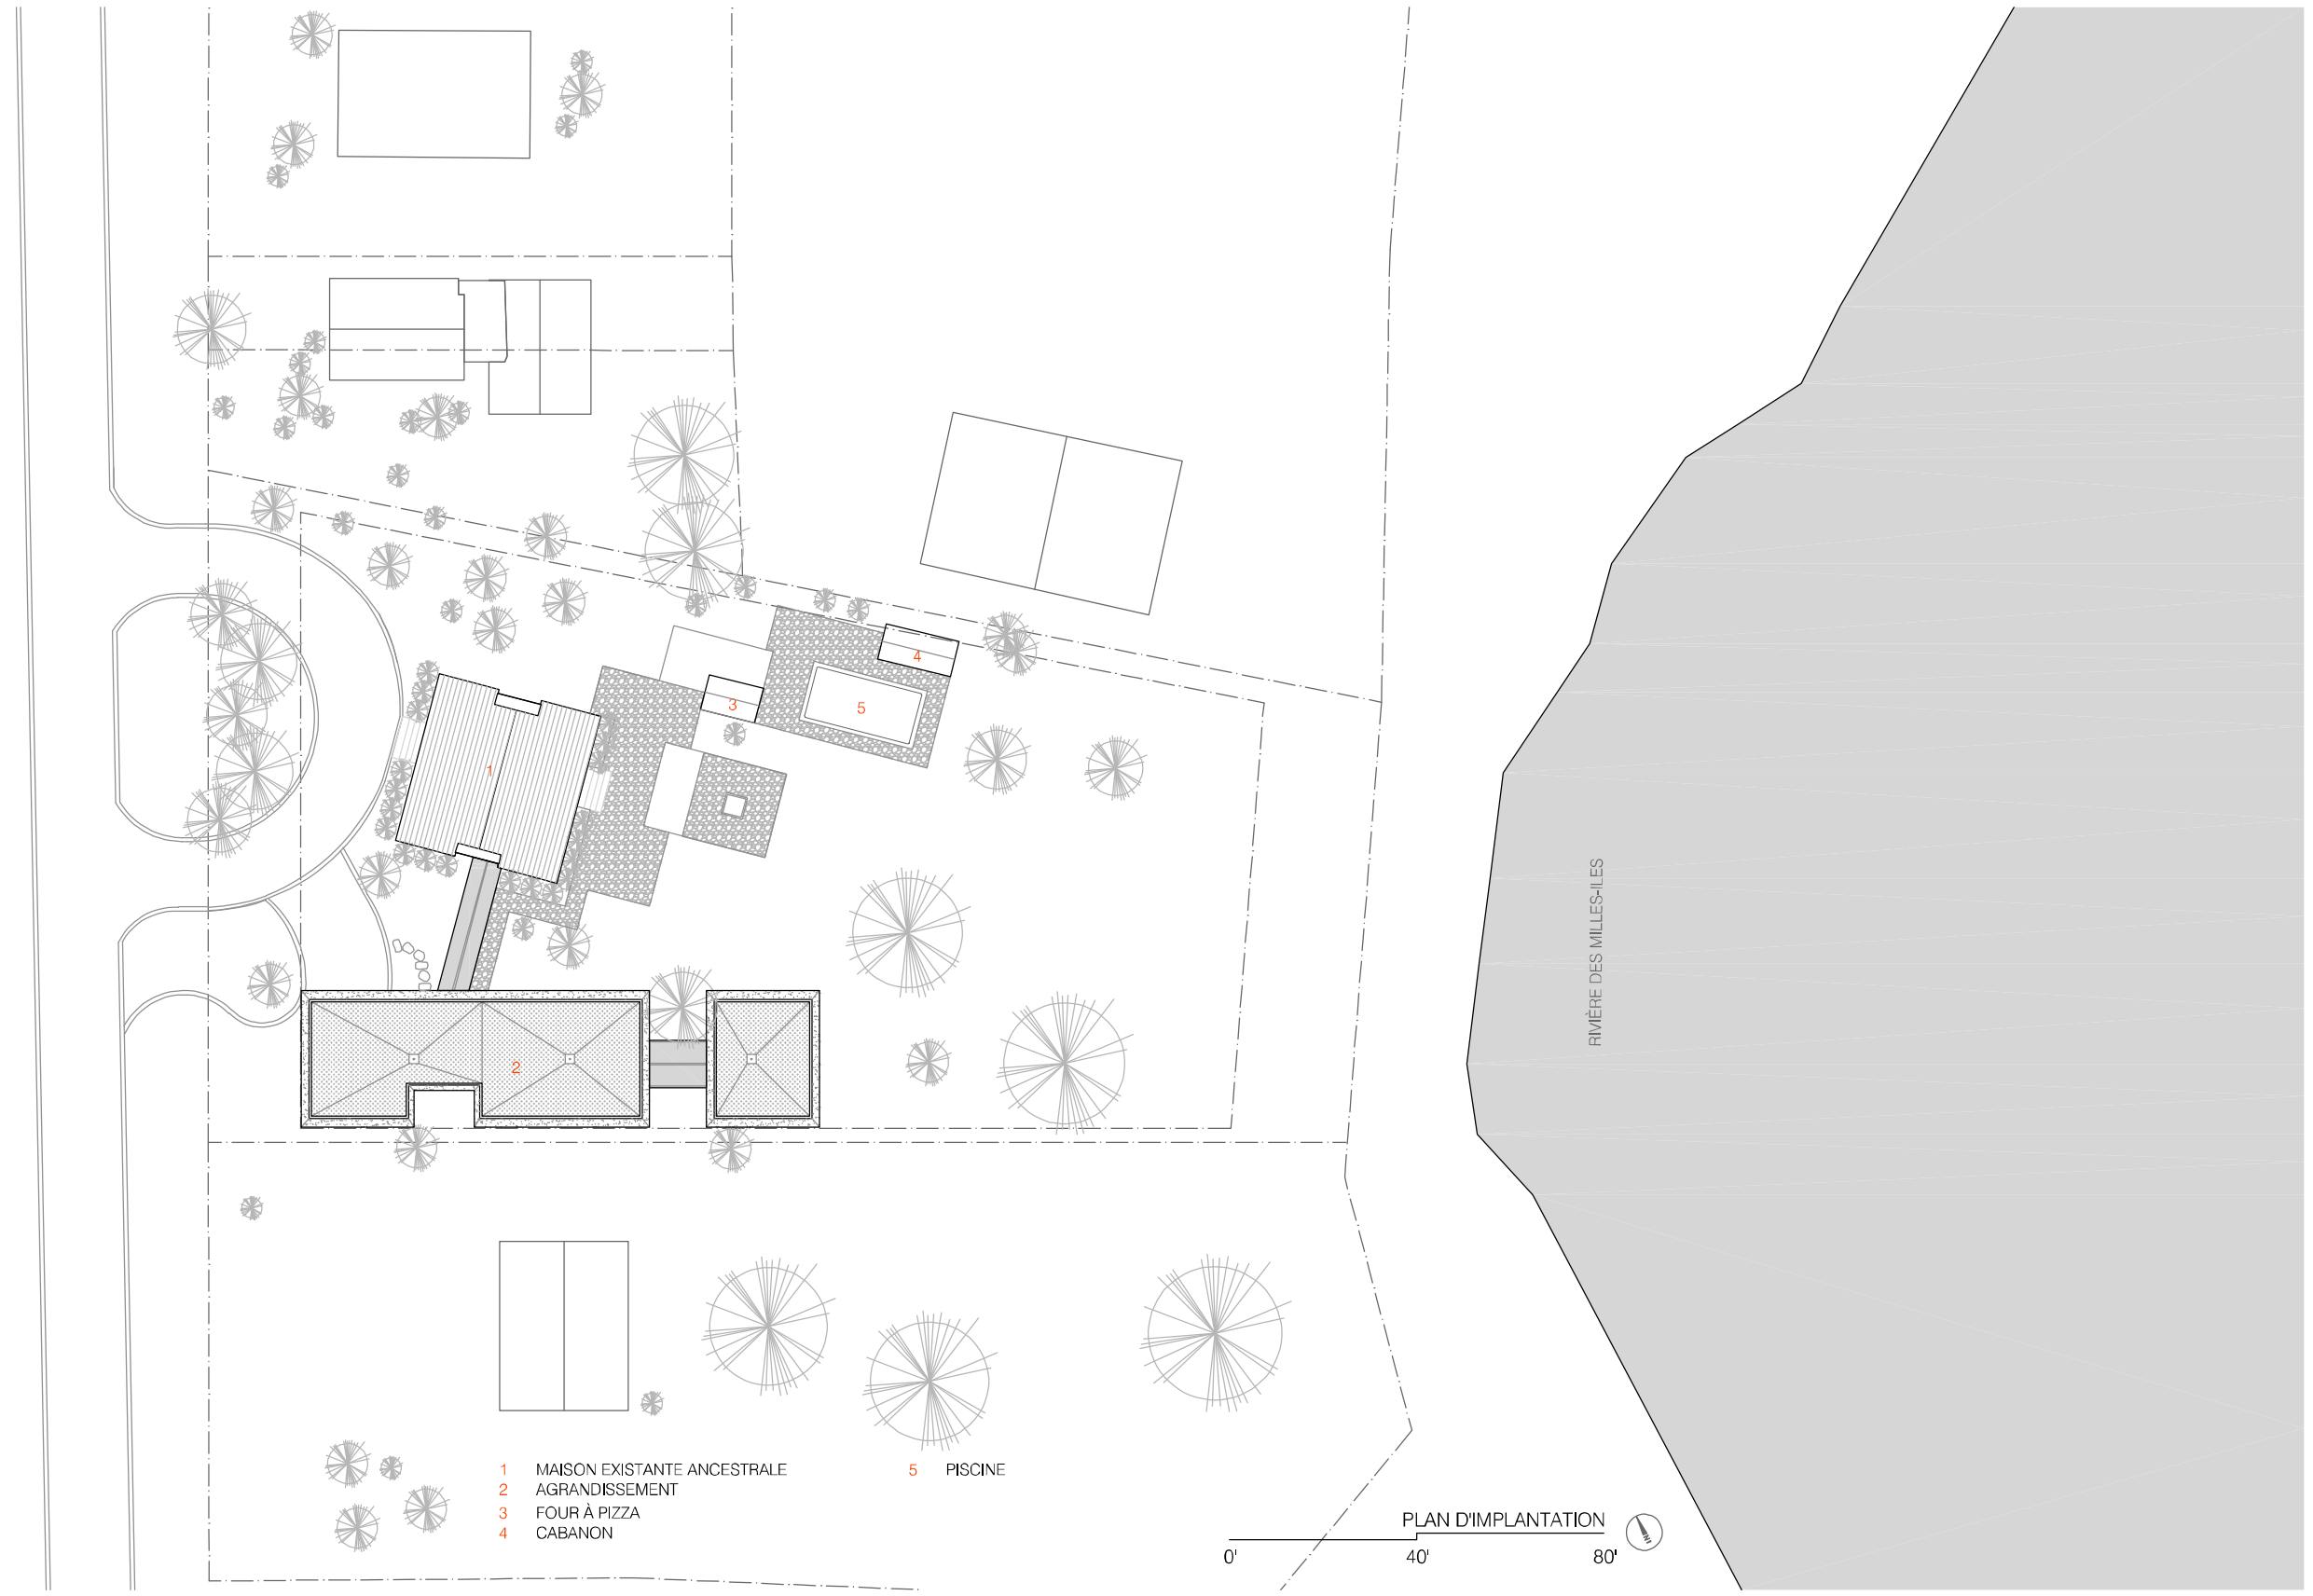 4
3
5
1
2
RIVIÈRE DES MILLES-ILES
1 MAISON EXISTANTE ANCESTRALE
2 AGRANDISSEMENT
3 FOUR À PIZZA
4 CABANON
5 PISCINE
PLAN D'IMPLANTATION
0' 40' 80'